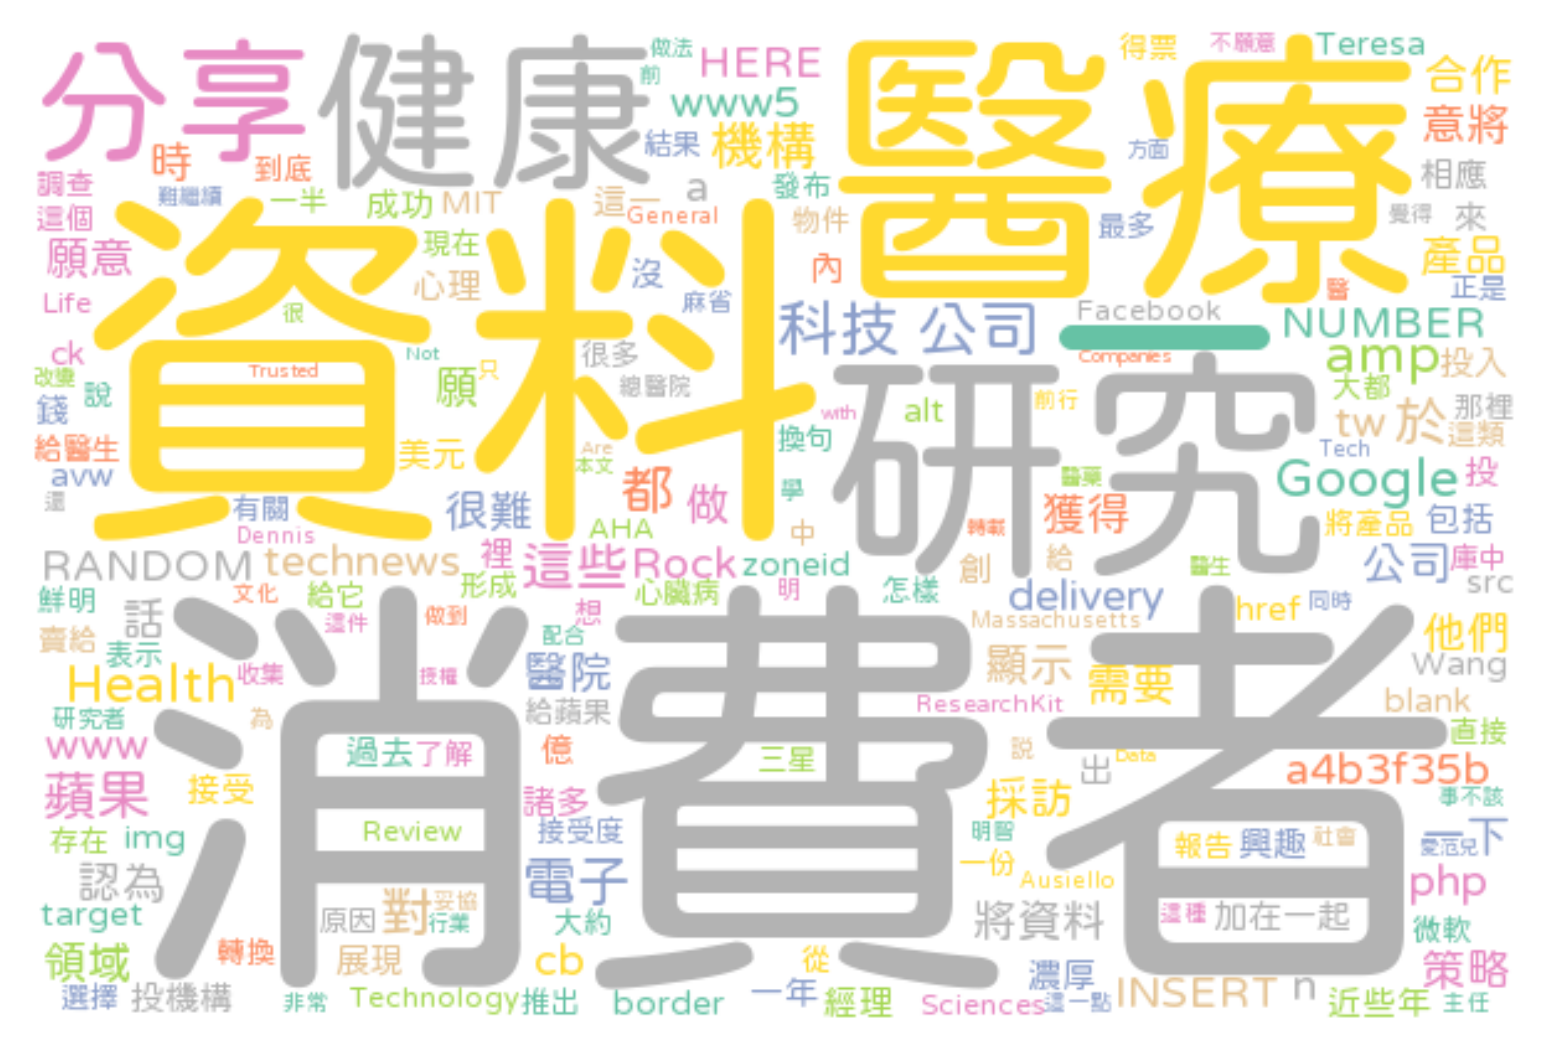 分享
健康
做法
前
HERE
www5
結果
機構
醫療
得票
不願意
Teresa
合作
意將
時
到底
調查
這個
難繼續
一半
成功
MIT
這一
a
General
發布
物件
方面
最多
相應
覺得
來
願意
現在
心理
沒
麻省
內
產品
正是
醫
Life
很
資料
科技 公司
Facebook
一
NUMBER
ck
改變
說
Trusted
Not
願
只
很多
總醫院
Companies
amp
投入
大都
錢
給醫生
avw
還
美元
with
換句
alt
前行
研究
tw
於
那裡
這類
Tech
Are
本文
都
做
學
醫藥
Google
投
有關
很難
Dennis
AHA
中
獲得
轉載
將產品
包括
RANDOM
technews
裡
這些
Rock
zoneid
創
給
醫生
公司
庫中
src
鮮明
文化
給它
形成
心臟病
明
怎樣
delivery
href
同時
話
這件
做到
想
配合
Massachusetts
賣給
表示
消費者
他們
Wang
Health
收集
授權
醫院
顯示
需要
給蘋果
ResearchKit
blank
研究者
為
www
過去
了解
億
三星
說
出
Data
直接
a4b3f35b
蘋果
接受
諸多
採訪
事不該
存在
img
Review
接受度
明智
報告
興趣
社會
愛范兒
一下
認為
電子
一份
Ausiello
php
target
原因
對
妥協
行業
大約
將資料
這種
加在一起
微軟
領域
轉換
展現
cb
從
濃厚
策略
選擇
投機構
非常
Technology
推出
border
一年
經理
Sciences
這一點
INSERT
n
近些年
主任